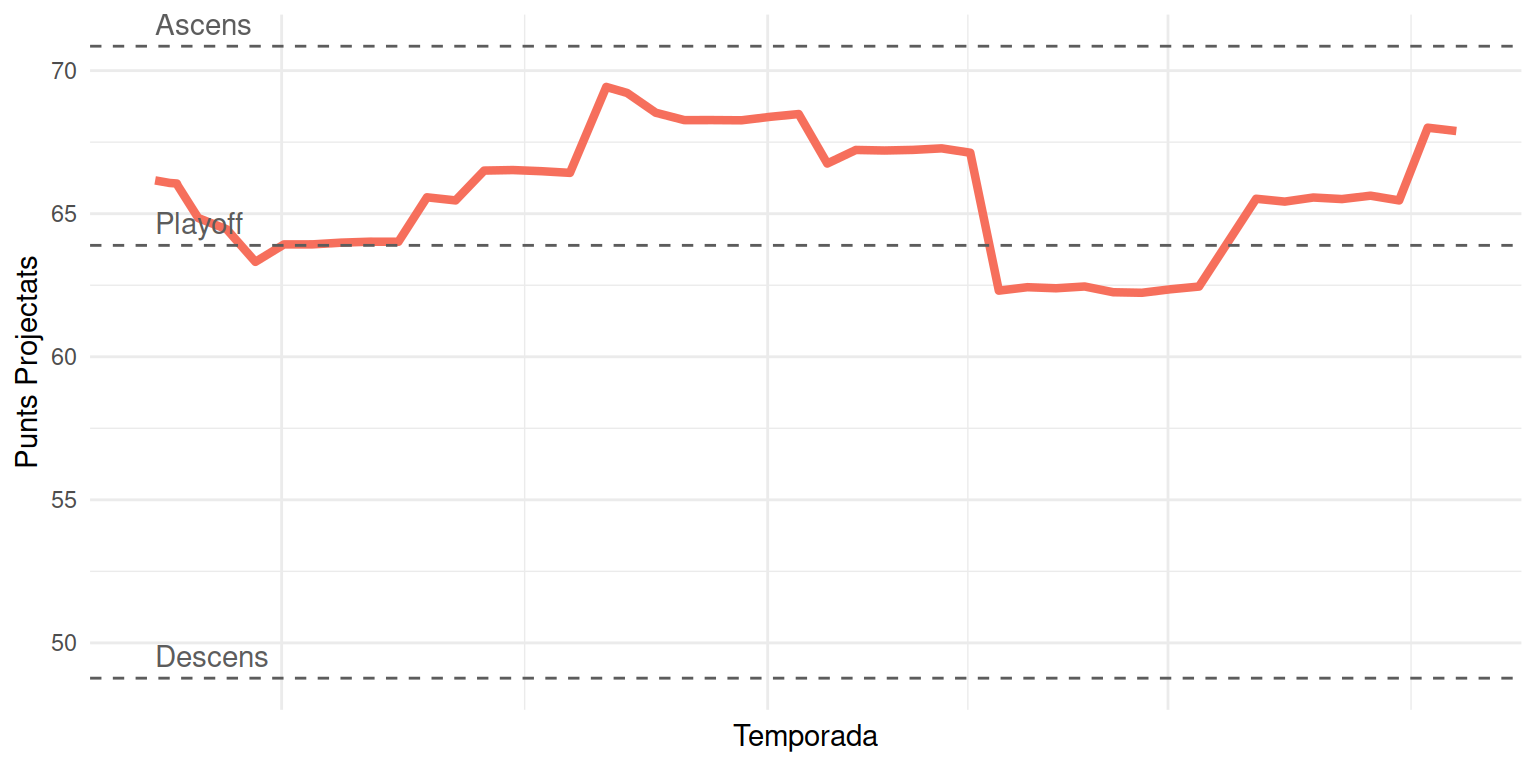 Ascens
70
65
Playoff
Punts Projectats
60
55
50
Descens
Temporada